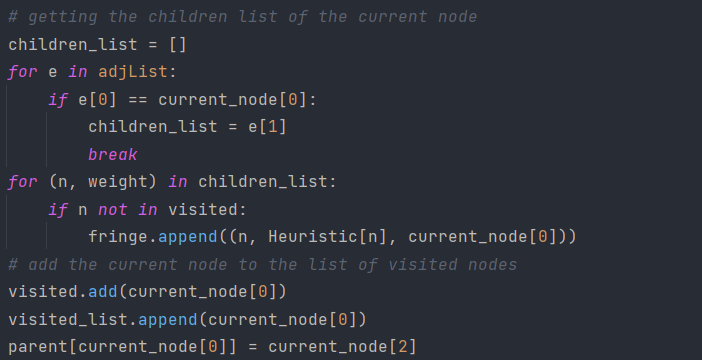 # getting the children list of the current node
children_list = []
for e in adjList:
    if e[0] == current_node[0]:
        children_list = e[1]
        break
for (n, weight) in children_list:
    if n not in visited:
        fringe.append((n, Heuristic[n], current_node[0]))
# add the current node to the list of visited nodes
visited.add(current_node[0])
visited_list.append(current_node[0])
parent[current_node[0]] = current_node[2]